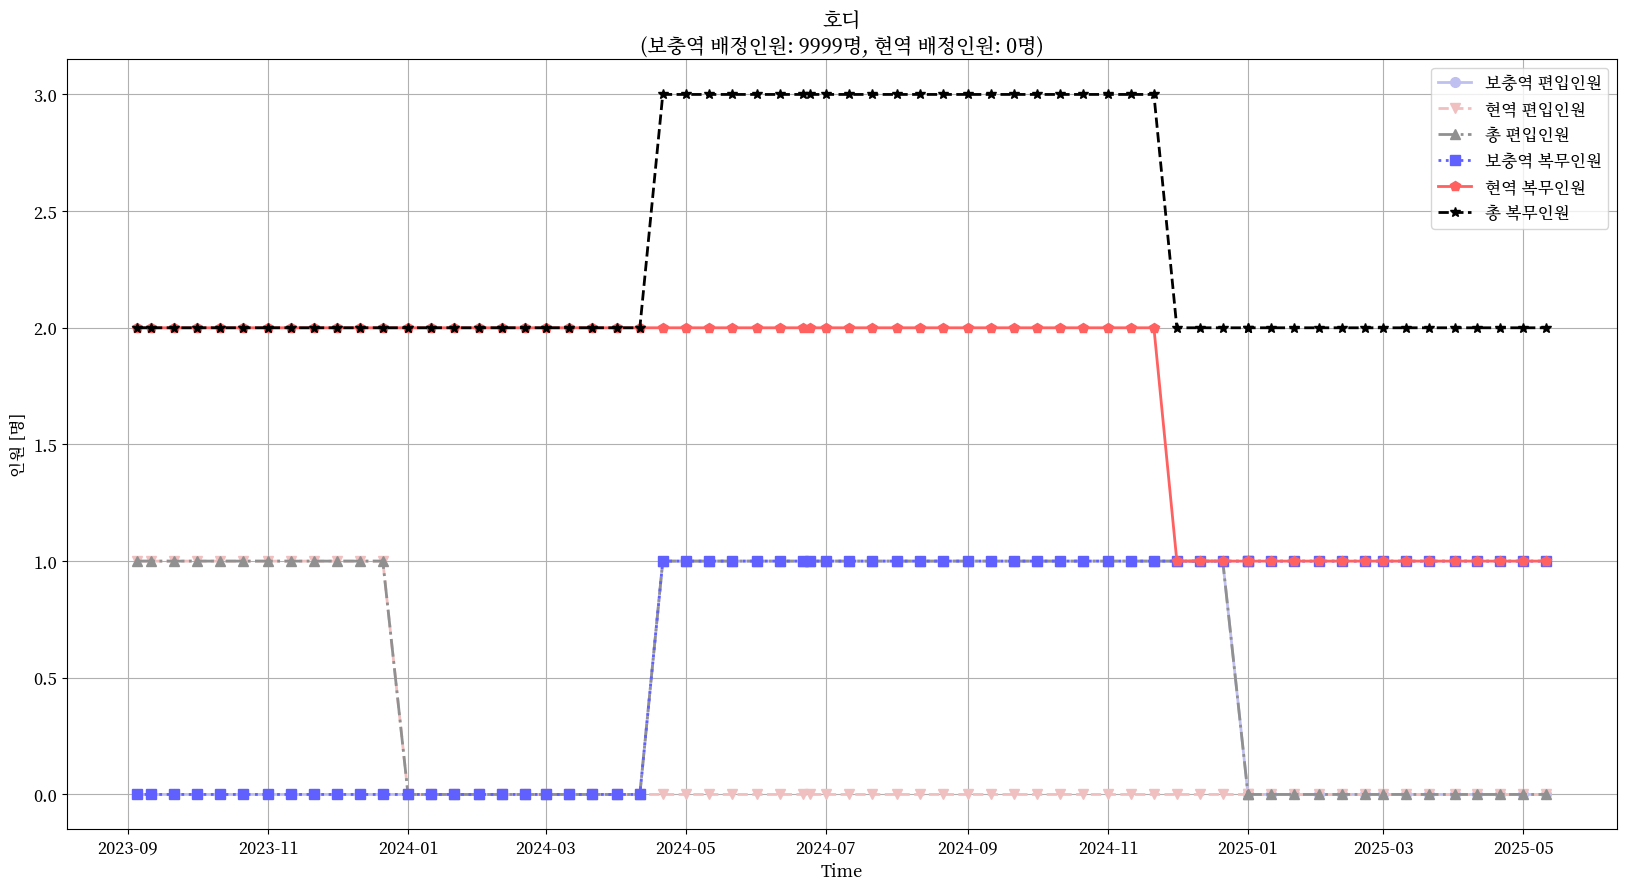 호디
(보충역 배정인원: 9999명, 현역 배정인원: 0명)
보충역 편입인원
현역 편입인원
총 편입인원
보충역 복무인원
현역 복무인원
총 복무인원
인원 [명]
3.0
2.5
2.0
1.5
1.0
0.5
0.0
2023-09
2023-11
2024-01
2024-03
2024-05
2024-07
2024-09
2024-11
2025-01
2025-03
2025-05
Time